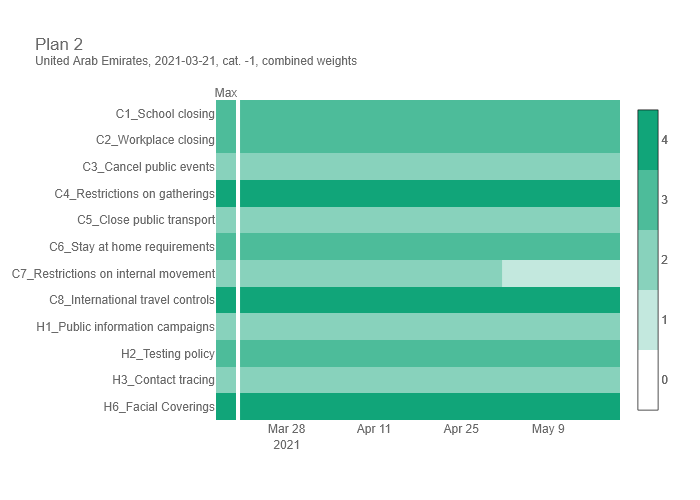 Plan 2
United Arab Emirates, 2021-03-21, cat. -1, combined weights
Max
C1_School closing
C2_Workplace closing
C3_Cancel public events
C4_Restrictions on gatherings
C5_Close public transport
C6_Stay at home requirements
C7_Restrictions on internal movement
C8_International travel controls
H1_Public information campaigns
H2_Testing policy
H3_Contact tracing
H6_Facial Coverings
Mar 28 Apr 11 Apr 25 May 9
2021
4
3
2
1
0